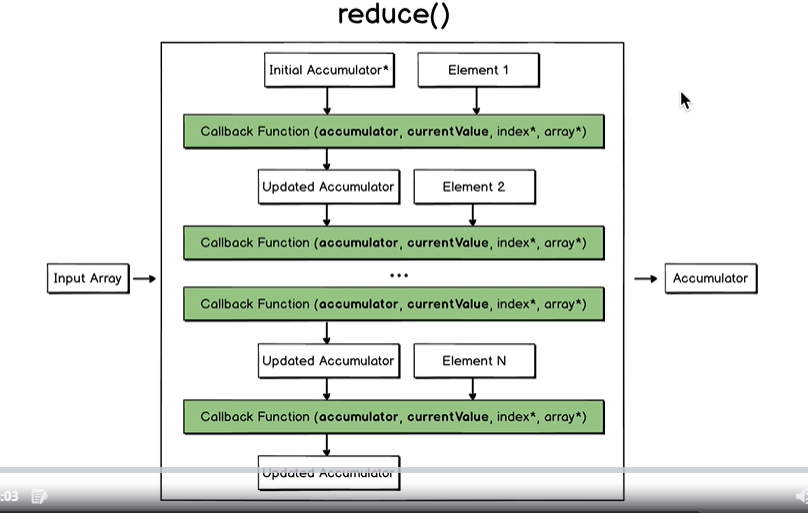 reduce()
Initial Accumulator*
Element 1
Callback Function (accumulator, currentValue, index*, array*)
Updated Accumulator
Element 2
Callback Function (accumulator, currentValue, index*, array*)
Input Array
...
Accumulator
Callback Function (accumulator, currentValue, index*, array*)
Updated Accumulator
Element N
Callback Function (accumulator, currentValue, index*, array*)
Updated Accumulator
:03